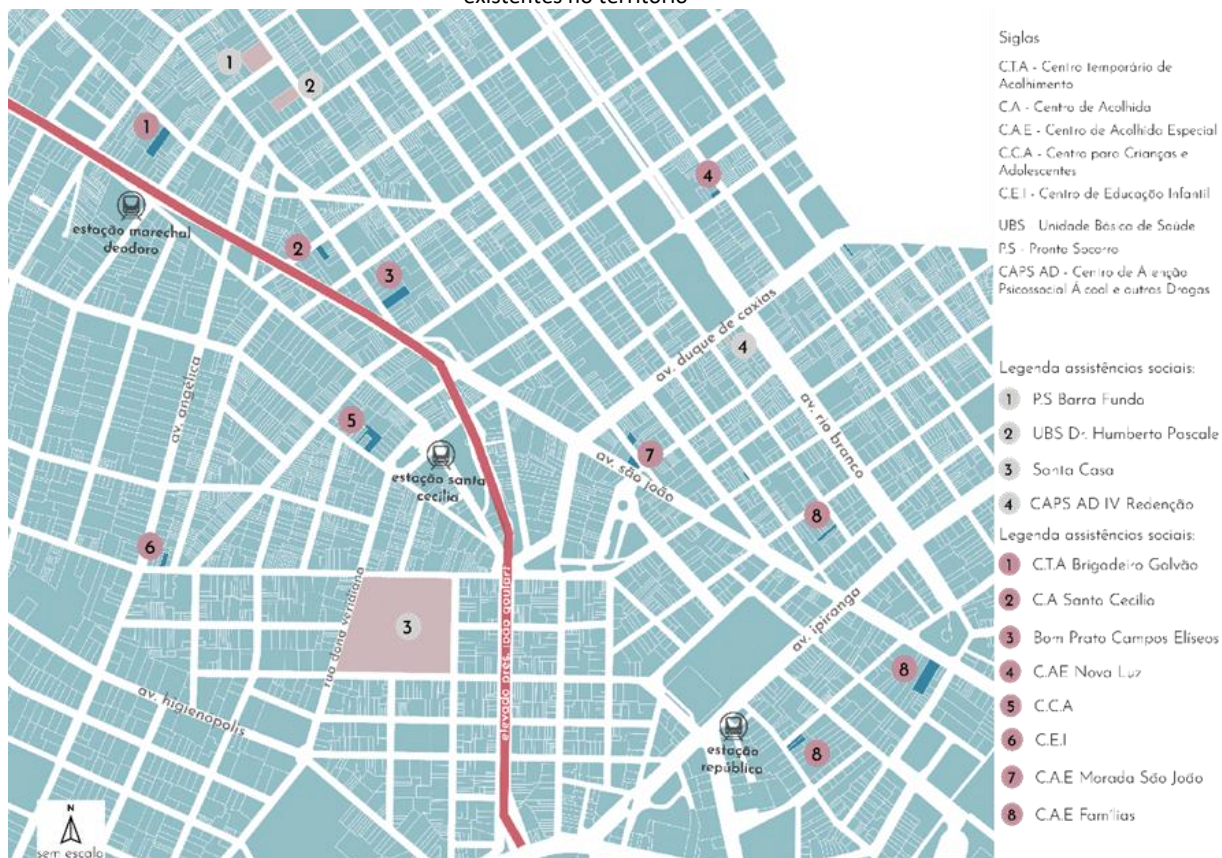 existentes no território
1
2
1
estação marechal
deodoro
2
3
4
av. duque de caxias
4
av. rio branco
av. angélica
5
estação santa
cecília
7
av. são joão
8
6
rua dona veridiana
3
elevado pres. joão goulart
av. ipiranga
8
av. higienopolis
estação
república
8
N
sem escala
Siglas
C.T.A - Centro temporário de
Acolhimento
C.A - Centro de Acolhida
C.A.E - Centro de Acolhida Especial
C.C.A - Centro para Crianças e
Adolescentes
C.E.I - Centro de Educação Infantil
UBS - Unidade Básica de Saúde
P.S - Pronto Socorro
CAPS AD - Centro de Atenção
Psicossocial Álcool e outras Drogas
Legenda assistências sociais:
1 P.S Barra Funda
2 UBS Dr. Humberto Pascale
3 Santa Casa
4 CAPS AD IV Redenção
Legenda assistências sociais:
1 C.T.A Brigadeiro Galvão
2 C.A Santa Cecília
3 Bom Prato Campos Elíseos
4 C.AE Nova Luz
5 C.C.A
6 C.E.I
7 C.A.E Morada São João
8 C.A.E Famílias